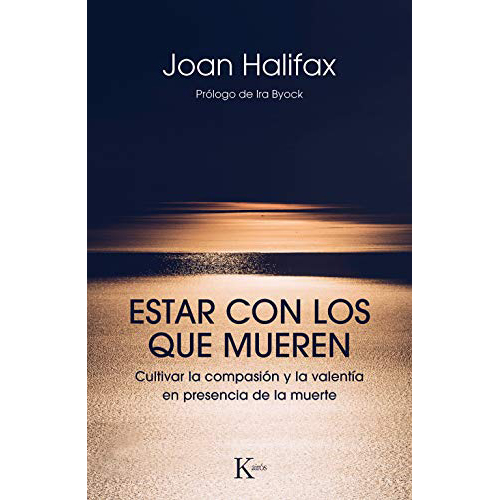 Joan Halifax
Prólogo de Ira Byock
ESTAR CON LOS
QUE MUEREN
Cultivar la compasión y la valentía
en presencia de la muerte
Kairós